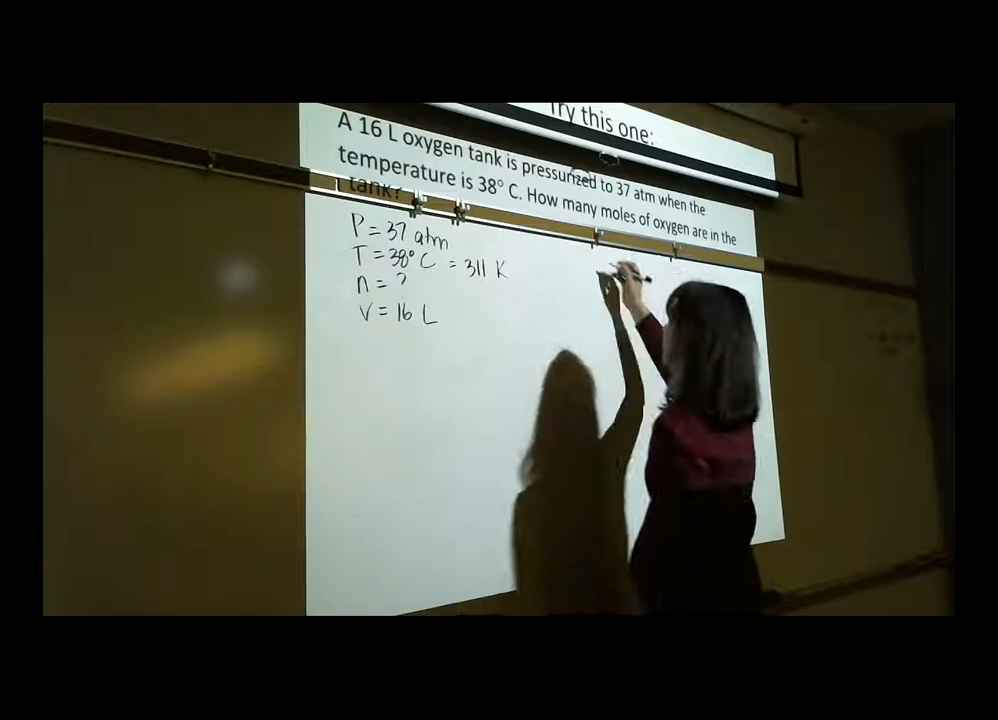 Try this one:
A 16 L oxygen tank is pressurized to 37 atm when the
temperature is 38° C. How many moles of oxygen are in the
tank?
P = 37 atm
T = 38° C = 311 K
n = ?
V = 16 L